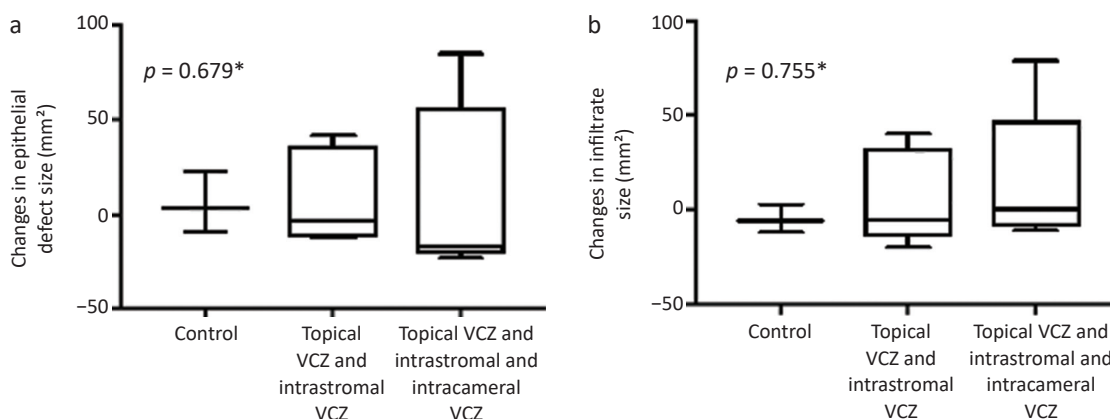 a
100
50
0
−50
Changes in epithelial
defect size (mm²)
p = 0.679*
Control
Topical
VCZ and
intrastromal
VCZ
Topical VCZ and
intrastromal and
intracameral
VCZ
b
100
50
0
−50
Changes in infiltrate
size (mm²)
p = 0.755*
Control
Topical
VCZ and
intrastromal
VCZ
Topical VCZ and
intrastromal and
intracameral
VCZ